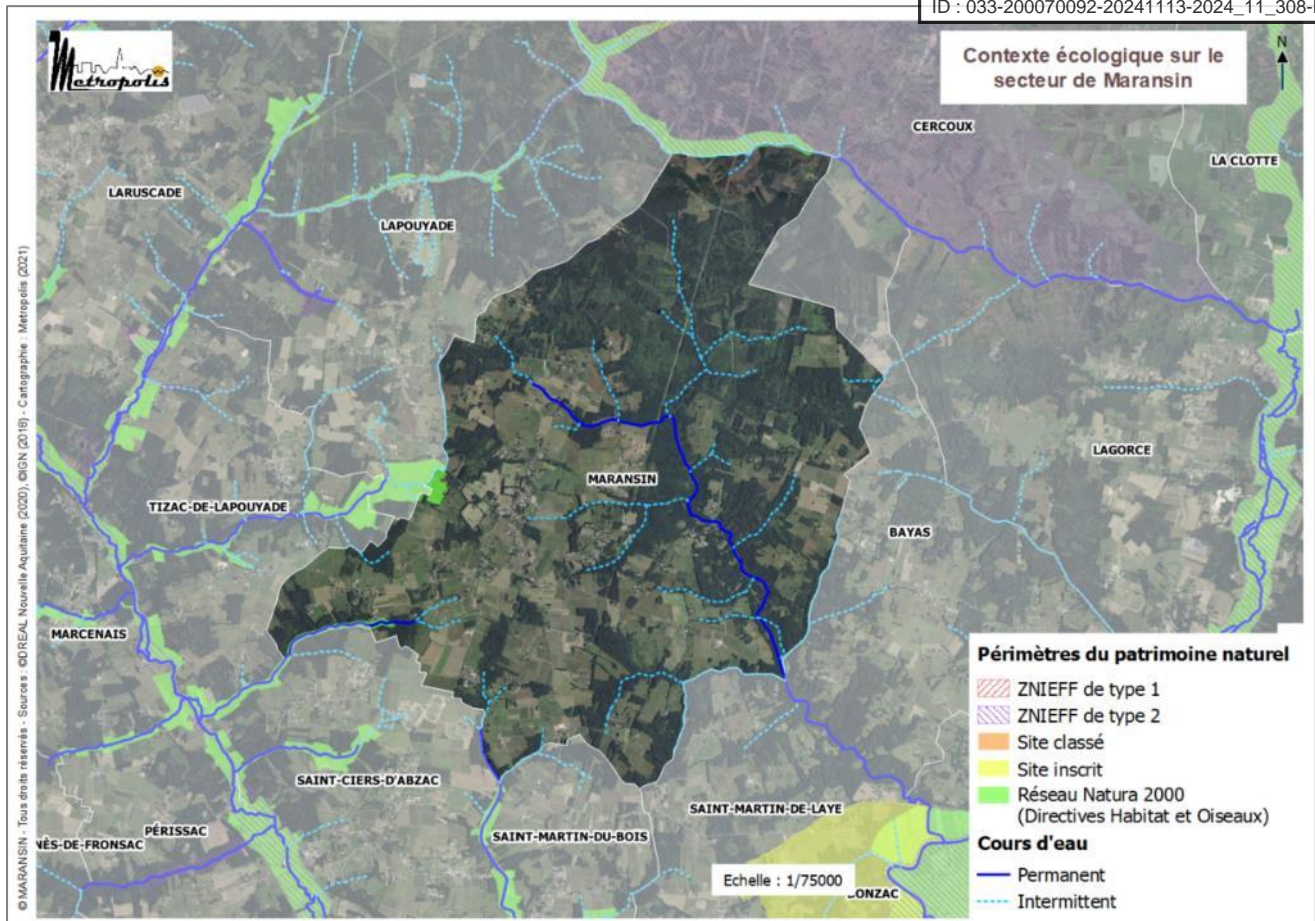 ID : 033-200070092-20241113-2024_11_308-
Metropolis
Contexte écologique sur le
secteur de Maransin
N
CERCOUX
LA CLOTTE
LARUSCADE
LAPOUYADE
MARANSIN
LAGORCE
TIZAC-DE-LAPOUYADE
BAYAS
MARCENAIS
SAINT-CIERS-D'ABZAC
SAINT-MARTIN-DE-LAYE
PÉRISSAC
NÈS-DE-FRONSAC
SAINT-MARTIN-DU-BOIS
BONZAC
Echelle : 1/75000
Périmètres du patrimoine naturel
ZNIEFF de type 1
ZNIEFF de type 2
Site classé
Site inscrit
Réseau Natura 2000
(Directives Habitat et Oiseaux)
Cours d'eau
Permanent
Intermittent
© MARANSIN - Tous droits réservés - Sources : ©DREAL Nouvelle Aquitaine (2020), ©IGN (2018) - Cartographie : Metropolis (2021)